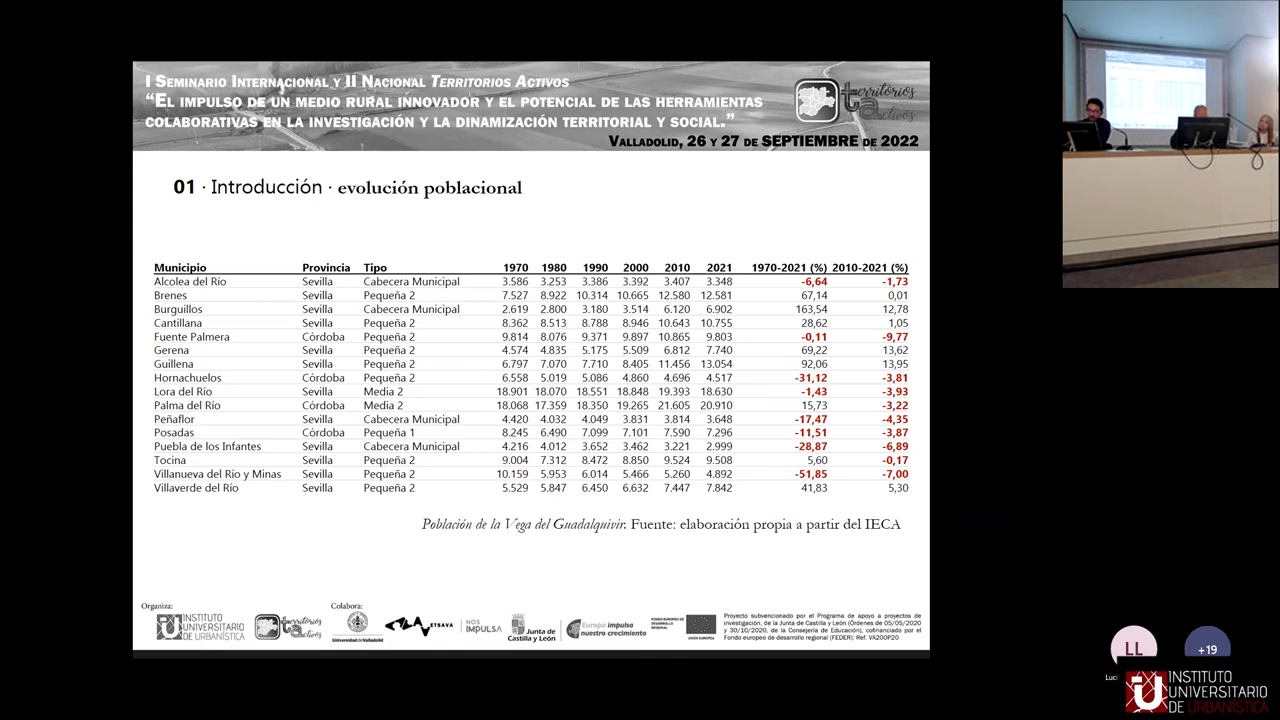 I Seminario Internacional y II Nacional Territorios Activos
“El impulso de un medio rural innovador y el potencial de las herramientas
colaborativas en la investigación y la dinamización territorial y social.”
Valladolid, 26 y 27 de septiembre de 2022
territorios
ta activos
01 · Introducción · evolución poblacional
Municipio Provincia Tipo 1970 1980 1990 2000 2010 2021 1970-2021 (%) 2010-2021 (%)
Alcolea del Río Sevilla Cabecera Municipal 3.586 3.253 3.386 3.392 3.407 3.348 -6,64 -1,73
Brenes Sevilla Pequeña 2 7.527 8.922 10.314 10.665 12.580 12.581 67,14 0,01
Burguillos Sevilla Cabecera Municipal 2.619 2.800 3.180 3.514 6.120 6.902 163,54 12,78
Cantillana Sevilla Pequeña 2 8.362 8.513 8.788 8.946 10.643 10.755 28,62 1,05
Fuente Palmera Córdoba Pequeña 2 9.814 8.076 9.371 9.897 10.865 9.803 -0,11 -9,77
Gerena Sevilla Pequeña 2 4.574 4.835 5.175 5.509 6.812 7.740 69,22 13,62
Guillena Sevilla Pequeña 2 6.797 7.070 7.710 8.405 11.456 13.054 92,06 13,95
Hornachuelos Córdoba Pequeña 2 6.558 5.019 5.086 4.860 4.696 4.517 -31,12 -3,81
Lora del Río Sevilla Media 2 18.901 18.070 18.551 18.848 19.393 18.630 -1,43 -3,93
Palma del Río Córdoba Media 2 18.068 17.359 18.350 19.265 21.605 20.910 15,73 -3,22
Peñaflor Sevilla Cabecera Municipal 4.420 4.032 4.049 3.831 3.814 3.648 -17,47 -4,35
Posadas Córdoba Pequeña 1 8.245 6.490 7.099 7.101 7.590 7.296 -11,51 -3,87
Puebla de los Infantes Sevilla Cabecera Municipal 4.216 4.012 3.652 3.462 3.221 2.999 -28,87 -6,89
Tocina Sevilla Pequeña 2 9.004 7.312 8.472 8.850 9.524 9.508 5,60 -0,17
Villanueva del Río y Minas Sevilla Pequeña 2 10.159 5.953 6.014 5.466 5.260 4.892 -51,85 -7,00
Villaverde del Río Sevilla Pequeña 2 5.529 5.847 6.450 6.632 7.447 7.842 41,83 5,30
Población de la Vega del Guadalquivir. Fuente: elaboración propia a partir del IECA
Organiza:
INSTITUTO
UNIVERSITARIO
DE URBANÍSTICA
territorios
ta activos
Colabora:
Universidad de Valladolid
ETSAVA
NOS
IMPULSA
Junta de
Castilla y León
Europa impulsa
nuestro crecimiento
FONDO EUROPEO DE
DESARROLLO
REGIONAL
UNIÓN EUROPEA
Proyecto subvencionado por el Programa de apoyo a proyectos de
investigación, de la Junta de Castilla y León (Órdenes de 05/05/2020
y 30/10/2020, de la Consejería de Educación), cofinanciado por el
Fondo europeo de desarrollo regional (FEDER): Ref. VA200P20
LL
+19
Luci
INSTITUTO
UNIVERSITARIO
DE URBANÍSTICA